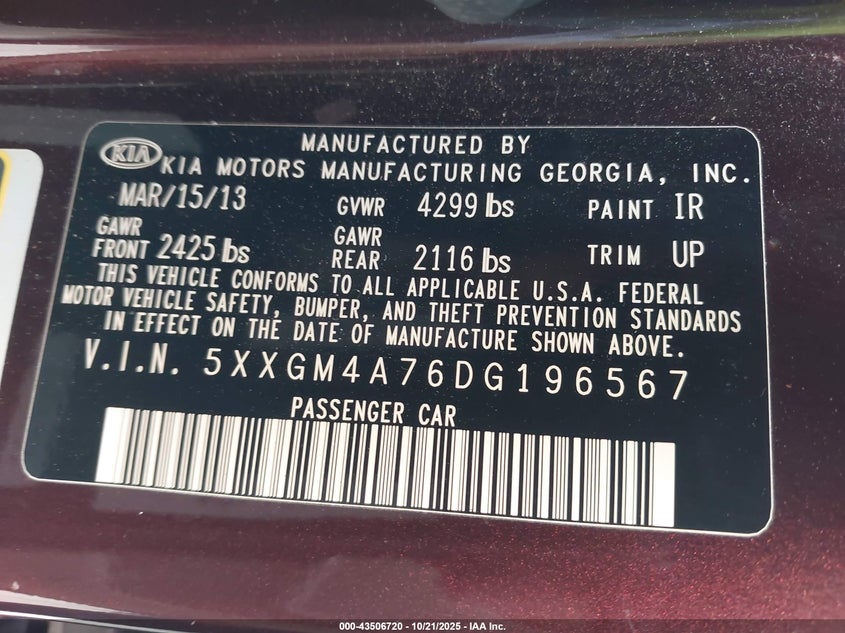 MANUFACTURED BY
KIA KIA MOTORS MANUFACTURING GEORGIA, INC.
MAR/15/13 GVWR 4299 lbs PAINT IR
GAWR FRONT 2425 lbs GAWR REAR 2116 lbs TRIM UP
THIS VEHICLE CONFORMS TO ALL APPLICABLE U.S.A. FEDERAL
MOTOR VEHICLE SAFETY, BUMPER, AND THEFT PREVENTION STANDARDS
IN EFFECT ON THE DATE OF MANUFACTURE SHOWN ABOVE.
V.I.N. 5XXGM4A76DG196567
PASSENGER CAR
000-43506720 - 10/21/2025 - IAA Inc.